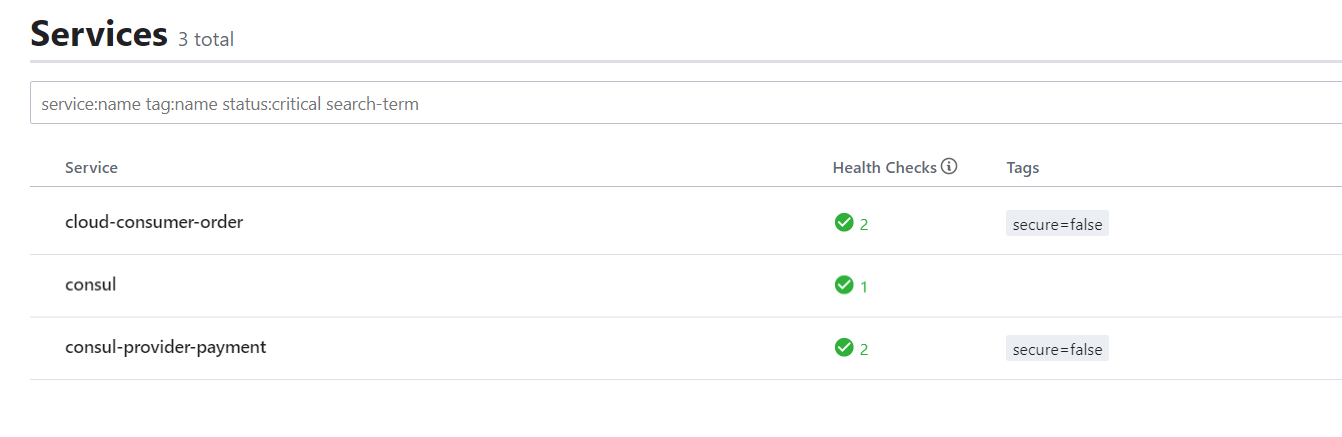 Services 3 total
service:name tag:name status:critical search-term
Service Health Checks Tags
cloud-consumer-order 2 secure=false
consul 1
consul-provider-payment 2 secure=false